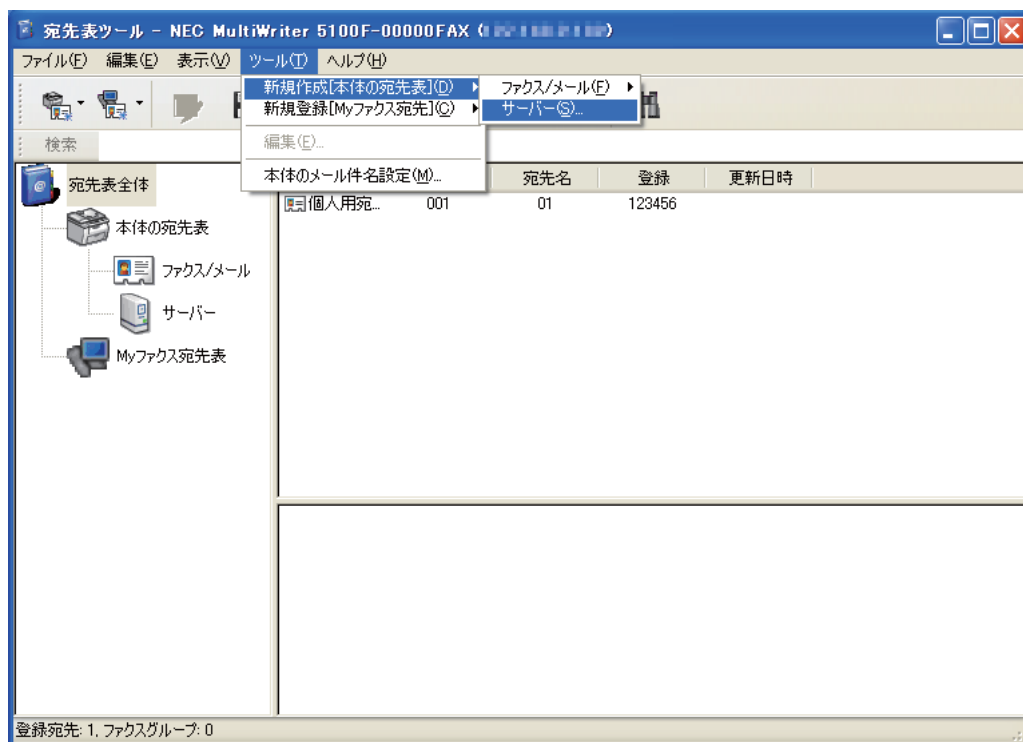 宛先表ツール - NEC MultiWriter 5100F-00000FAX (
ファイル(F) 編集(E) 表示(V) ツール(T) ヘルプ(H)
新規作成[本体の宛先表](D)
新規登録[Myファクス宛先](C)
編集(E)...
本体のメール件名設定(M)...
ファクス/メール(F)
サーバー(S)...
検索
宛先表全体
本体の宛先表
ファクス/メール
サーバー
Myファクス宛先表
宛先名 登録 更新日時
個人用宛... 001 01 123456
登録宛先: 1, ファクスグループ: 0